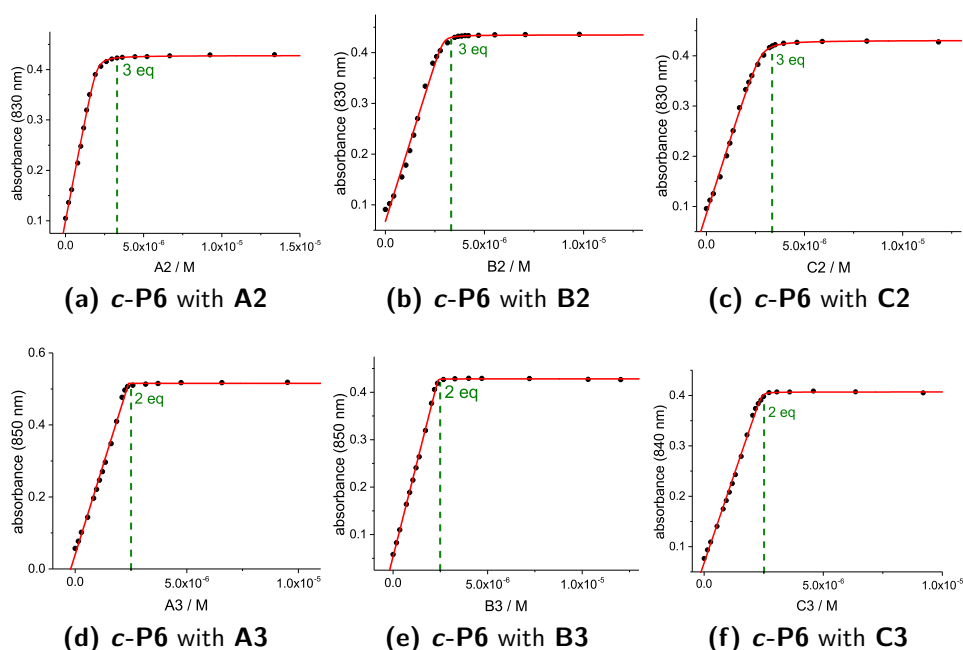 absorbance (830 nm)
0.4
0.3
0.2
0.1
3 eq
0.0 5.0x10⁻⁶ 1.0x10⁻⁵ 1.5x10⁻⁵
A2 / M
(a) c-P6 with A2
absorbance (830 nm)
0.4
0.3
0.2
0.1
3 eq
0.0 5.0x10⁻⁶ 1.0x10⁻⁵
B2 / M
(b) c-P6 with B2
absorbance (830 nm)
0.4
0.3
0.2
0.1
3 eq
0.0 5.0x10⁻⁶ 1.0x10⁻⁵
C2 / M
(c) c-P6 with C2
absorbance (850 nm)
0.6
0.4
0.2
0.0
2 eq
5.0x10⁻⁶ 1.0x10⁻⁵
A3 / M
(d) c-P6 with A3
absorbance (850 nm)
0.4
0.3
0.2
0.1
2 eq
0.0 5.0x10⁻⁶ 1.0x10⁻⁵
B3 / M
(e) c-P6 with B3
absorbance (840 nm)
0.4
0.3
0.2
0.1
2 eq
0.0 5.0x10⁻⁶ 1.0x10⁻⁵
C3 / M
(f) c-P6 with C3